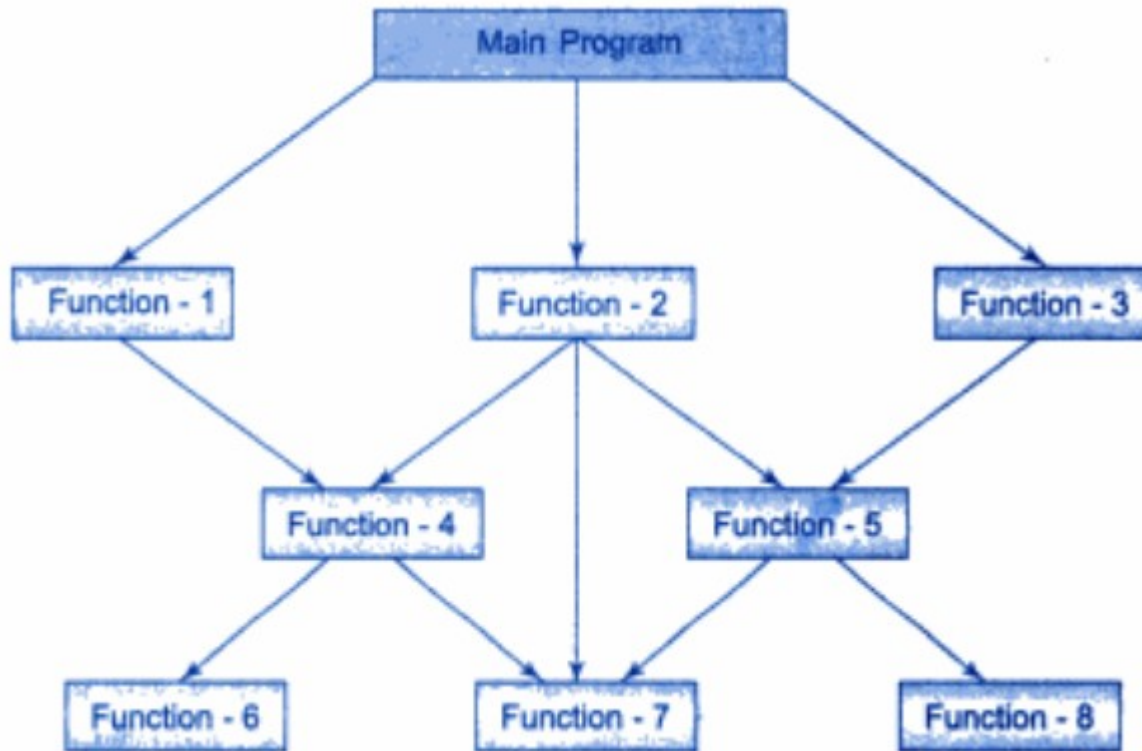 Main Program
Function - 1
Function - 2
Function - 3
Function - 4
Function - 5
Function - 6
Function - 7
Function - 8